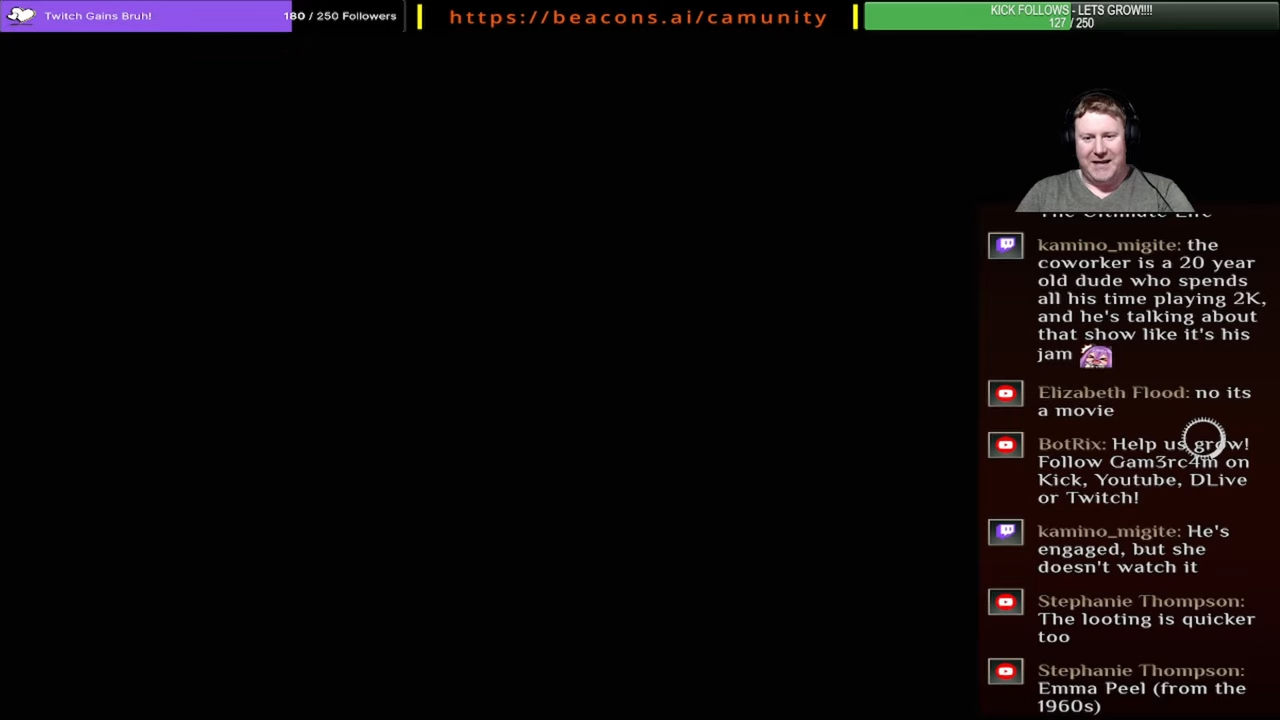 Twitch Gains Bruh!
180 / 250 Followers
https://beacons.ai/camunity
KICK FOLLOWS - LETS GROW!!!!
127 / 250
The Ultimate Life
kamino_migite: the
coworker is a 20 year
old dude who spends
all his time playing 2K,
and he's talking about
that show like it's his
jam
Elizabeth Flood: no its
a movie
BotRix: Help us grow!
Follow Gam3rc4m on
Kick, Youtube, DLive
or Twitch!
kamino_migite: He's
engaged, but she
doesn't watch it
Stephanie Thompson:
The looting is quicker
too
Stephanie Thompson:
Emma Peel (from the
1960s)